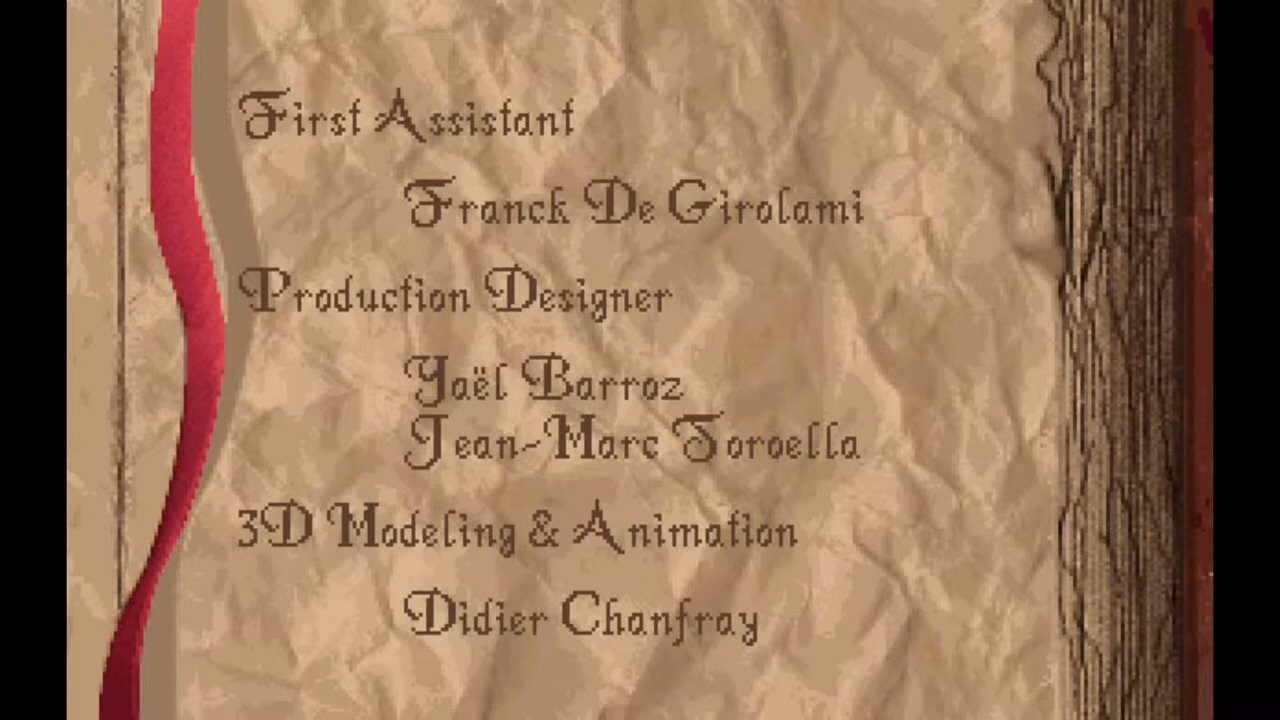 First Assistant
Franck De Girolami
Production Designer
Yaël Barroz
Jean-Marc Toroella
3D Modeling & Animation
Didier Chanfray